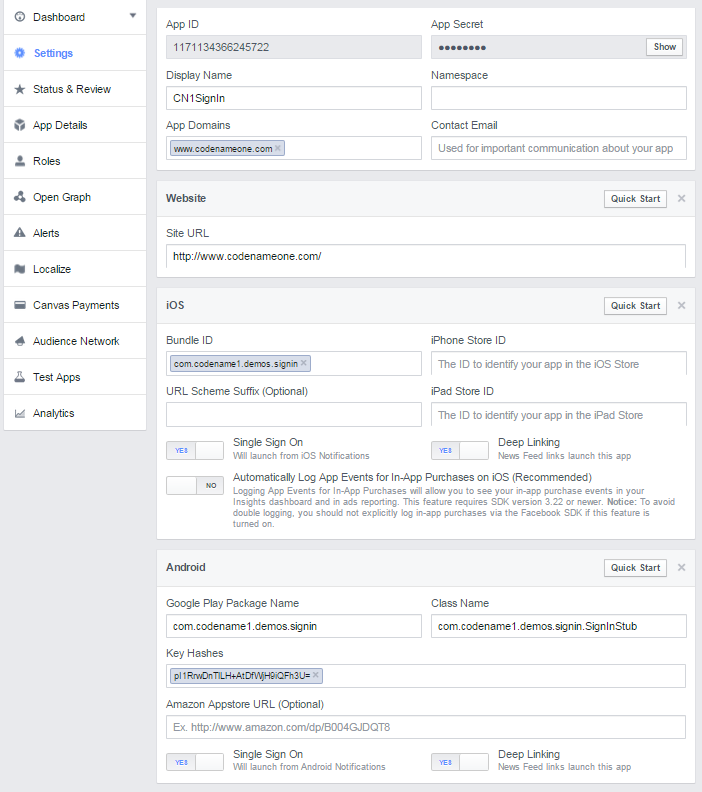 Dashboard
Settings
Status & Review
App Details
Roles
Open Graph
Alerts
Localize
Canvas Payments
Audience Network
Test Apps
Analytics
App ID
App Secret
1171134366245722
●●●●●●●●
Show
Display Name
Namespace
CN1SignIn
App Domains
Contact Email
www.codenameone.com ×
Used for important communication about your app
Website
Quick Start
×
Site URL
http://www.codenameone.com/
iOS
Quick Start
×
Bundle ID
iPhone Store ID
com.codename1.demos.signin ×
The ID to identify your app in the iOS Store
URL Scheme Suffix (Optional)
iPad Store ID
The ID to identify your app in the iPad Store
YES
Single Sign On
Will launch from iOS Notifications
YES
Deep Linking
News Feed links launch this app
NO
Automatically Log App Events for In-App Purchases on iOS (Recommended)
Logging App Events for In-App Purchases will allow you to see your in-app purchase events in your
Insights dashboard and in ads reporting. This feature requires SDK version 3.22 or newer. Notice: To avoid
double logging, you should not explicitly log in-app purchases via the Facebook SDK if this feature is
turned on.
Android
Quick Start
×
Google Play Package Name
Class Name
com.codename1.demos.signin
com.codename1.demos.signin.SignInStub
Key Hashes
Amazon Appstore URL (Optional)
Ex. http://www.amazon.com/dp/B004GJDQT8
YES
Single Sign On
Will launch from Android Notifications
YES
Deep Linking
News Feed links launch this app